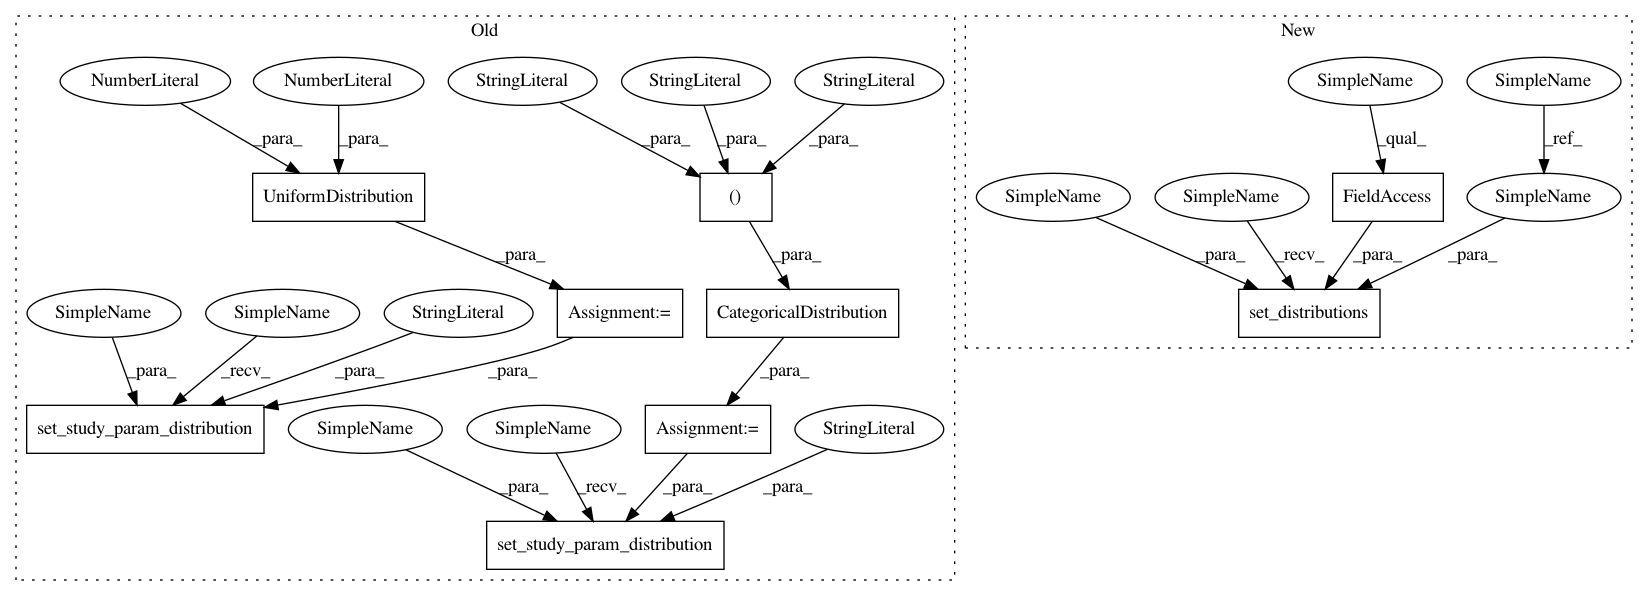 Old
NumberLiteral
NumberLiteral
StringLiteral
StringLiteral
StringLiteral
_para_
_para_
_para_
_para_
_para_
UniformDistribution
()
_para_
_para_
SimpleName
SimpleName
StringLiteral
Assignment:=
CategoricalDistribution
_para_
_recv_
_para_
_para_
_para_
set_study_param_distribution
SimpleName
SimpleName
Assignment:=
StringLiteral
_para_
_recv_
_para_
_para_
set_study_param_distribution
New
SimpleName
SimpleName
_qual_
_ref_
SimpleName
SimpleName
FieldAccess
SimpleName
_para_
_recv_
_para_
_para_
set_distributions